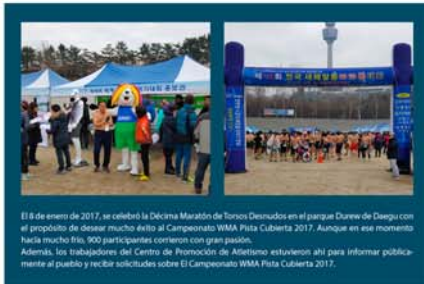 El 8 de enero de 2017, se celebró la Décima Maratón de Torsos Desnudos en el parque Durew de Daegu con
el propósito de desear mucho éxito al Campeonato WMA Pista Cubierta 2017. Aunque en ese momento
hacía mucho frío, 900 participantes corrieron con gran pasión.
Además, los trabajadores del Centro de Promoción de Atletismo estuvieron ahí para informar pública-
mente al pueblo y recibir solicitudes sobre El Campeonato WMA Pista Cubierta 2017.